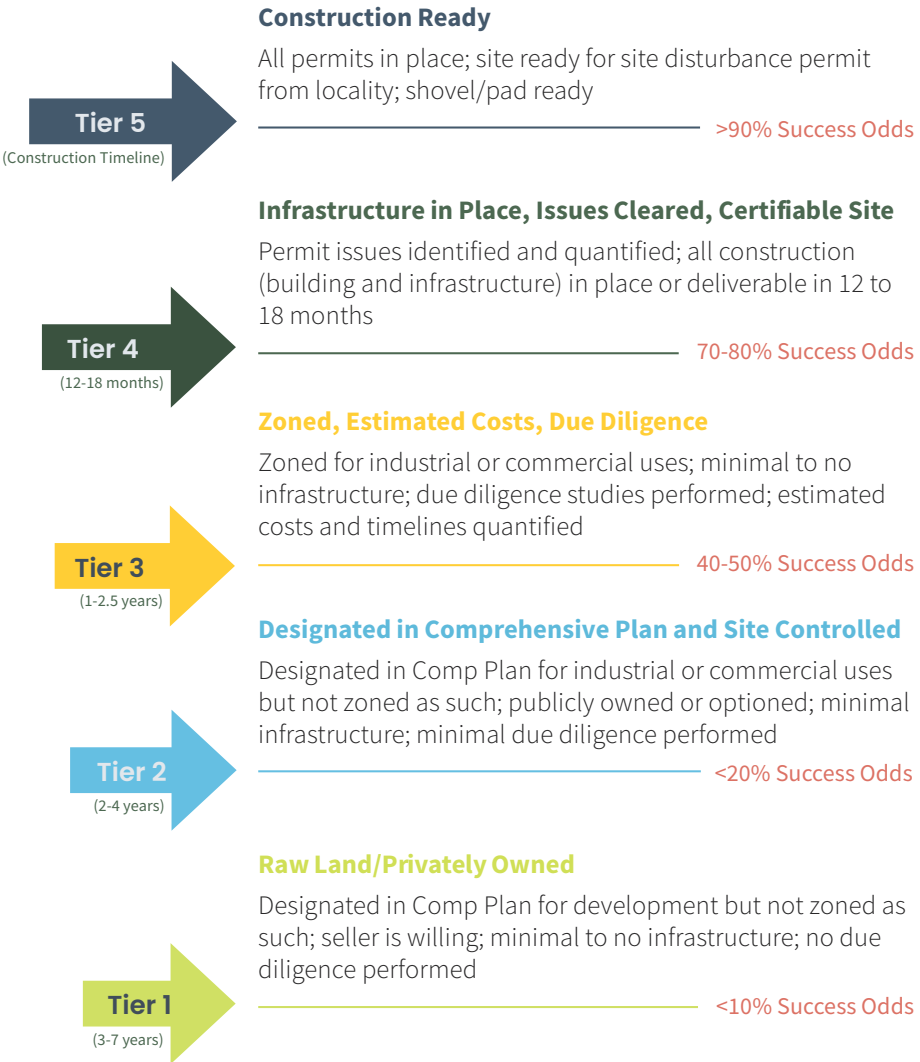 Construction Ready
All permits in place; site ready for site disturbance permit
from locality; shovel/pad ready
Tier 5
(Construction Timeline)
>90% Success Odds
Infrastructure in Place, Issues Cleared, Certifiable Site
Permit issues identified and quantified; all construction
(building and infrastructure) in place or deliverable in 12 to
18 months
Tier 4
(12-18 months)
70-80% Success Odds
Zoned, Estimated Costs, Due Diligence
Zoned for industrial or commercial uses; minimal to no
infrastructure; due diligence studies performed; estimated
costs and timelines quantified
Tier 3
(1-2.5 years)
40-50% Success Odds
Designated in Comprehensive Plan and Site Controlled
Designated in Comp Plan for industrial or commercial uses
but not zoned as such; publicly owned or optioned; minimal
infrastructure; minimal due diligence performed
Tier 2
(2-4 years)
<20% Success Odds
Raw Land/Privately Owned
Designated in Comp Plan for development but not zoned as
such; seller is willing; minimal to no infrastructure; no due
diligence performed
Tier 1
(3-7 years)
<10% Success Odds